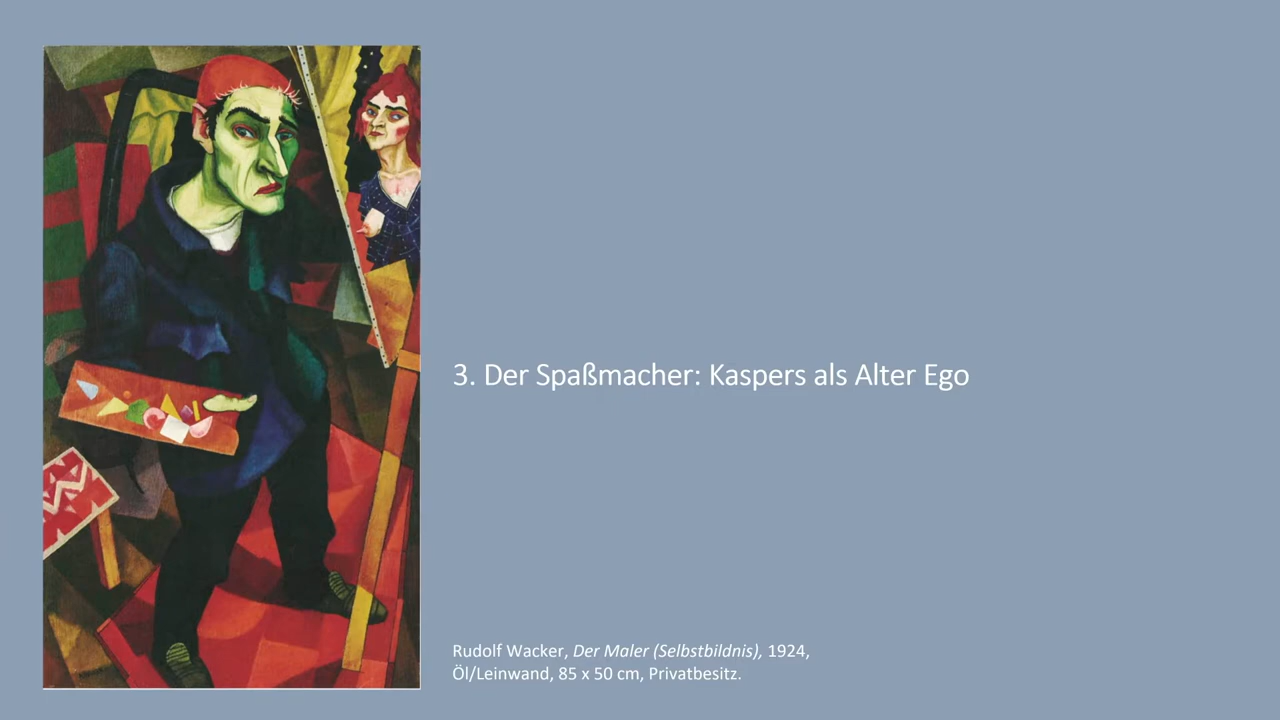 3. Der Spaßmacher: Kaspers als Alter Ego
Rudolf Wacker, Der Maler (Selbstbildnis), 1924,
Öl/Leinwand, 85 x 50 cm, Privatbesitz.